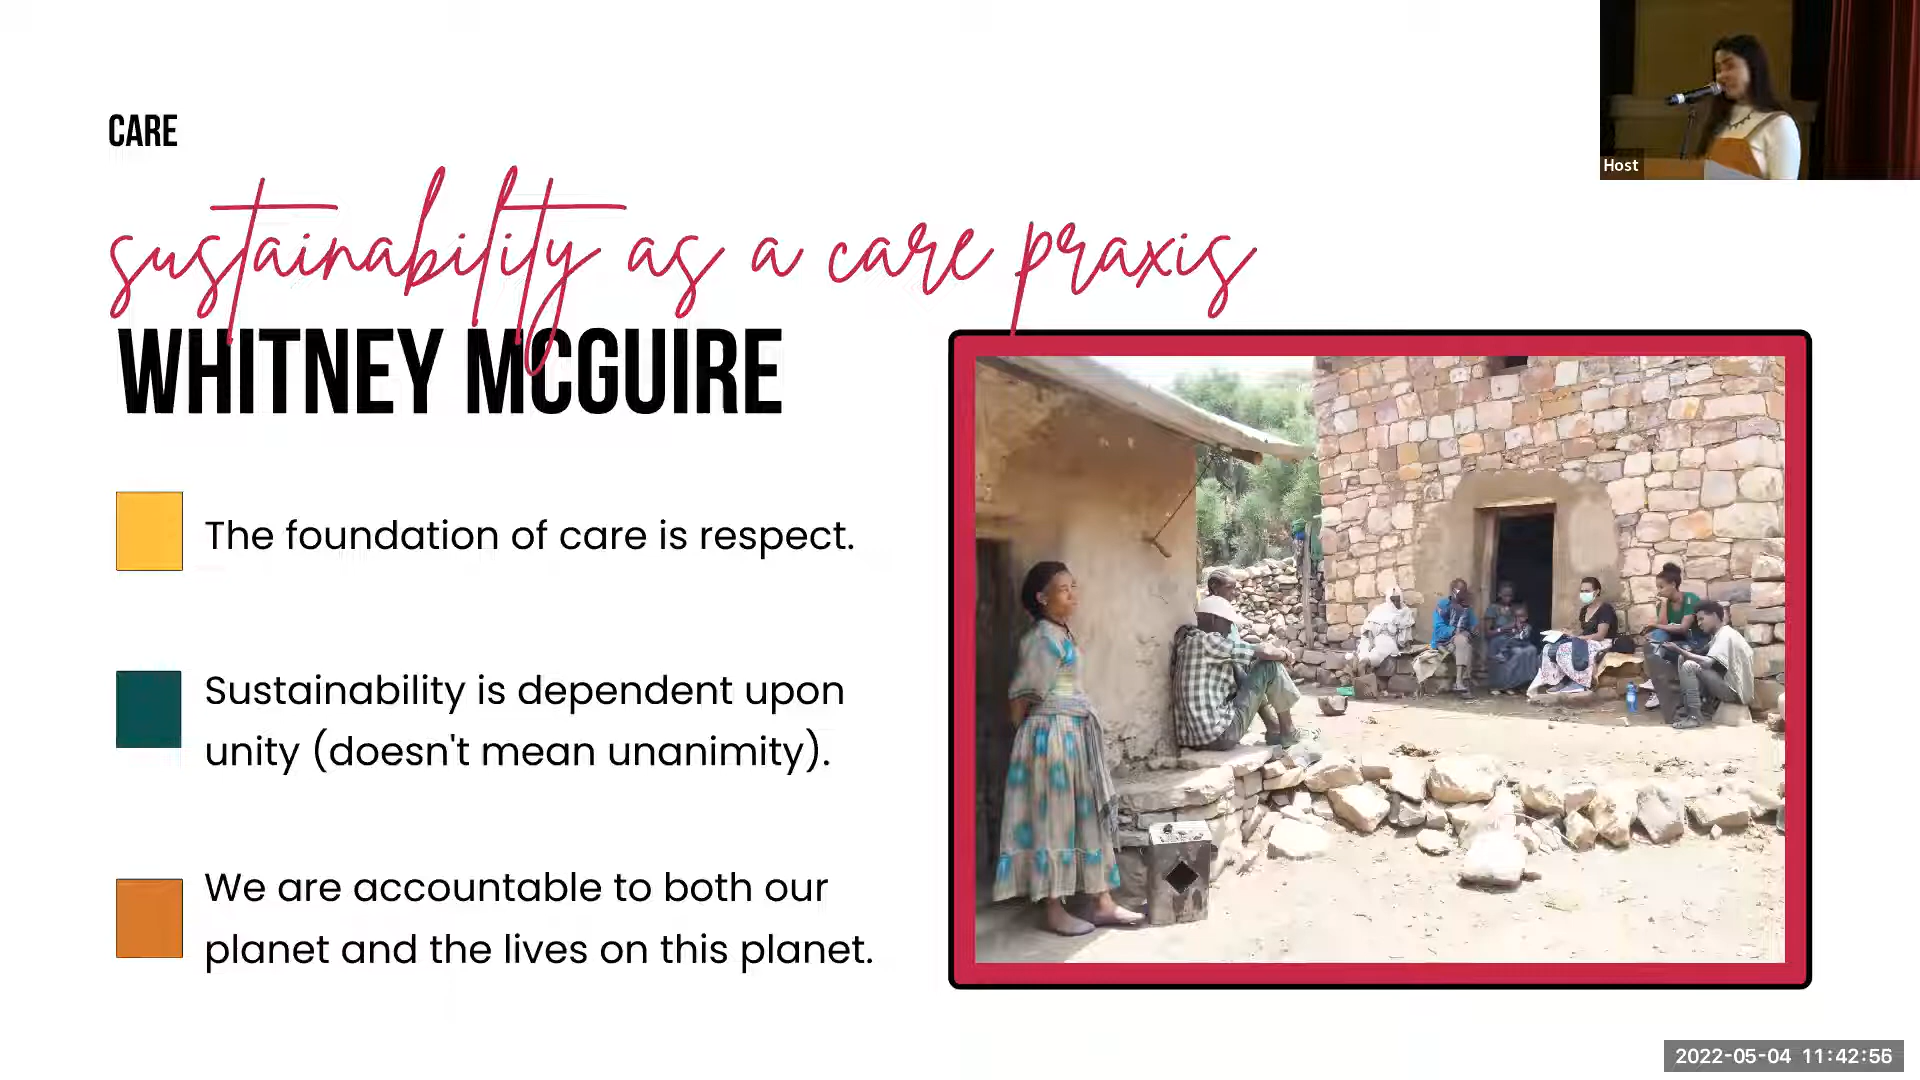 Host
CARE
sustainability as a care praxis
WHITNEY MCGUIRE
The foundation of care is respect.
Sustainability is dependent upon
unity (doesn't mean unanimity).
We are accountable to both our
planet and the lives on this planet.
2022-05-04 11:42:56